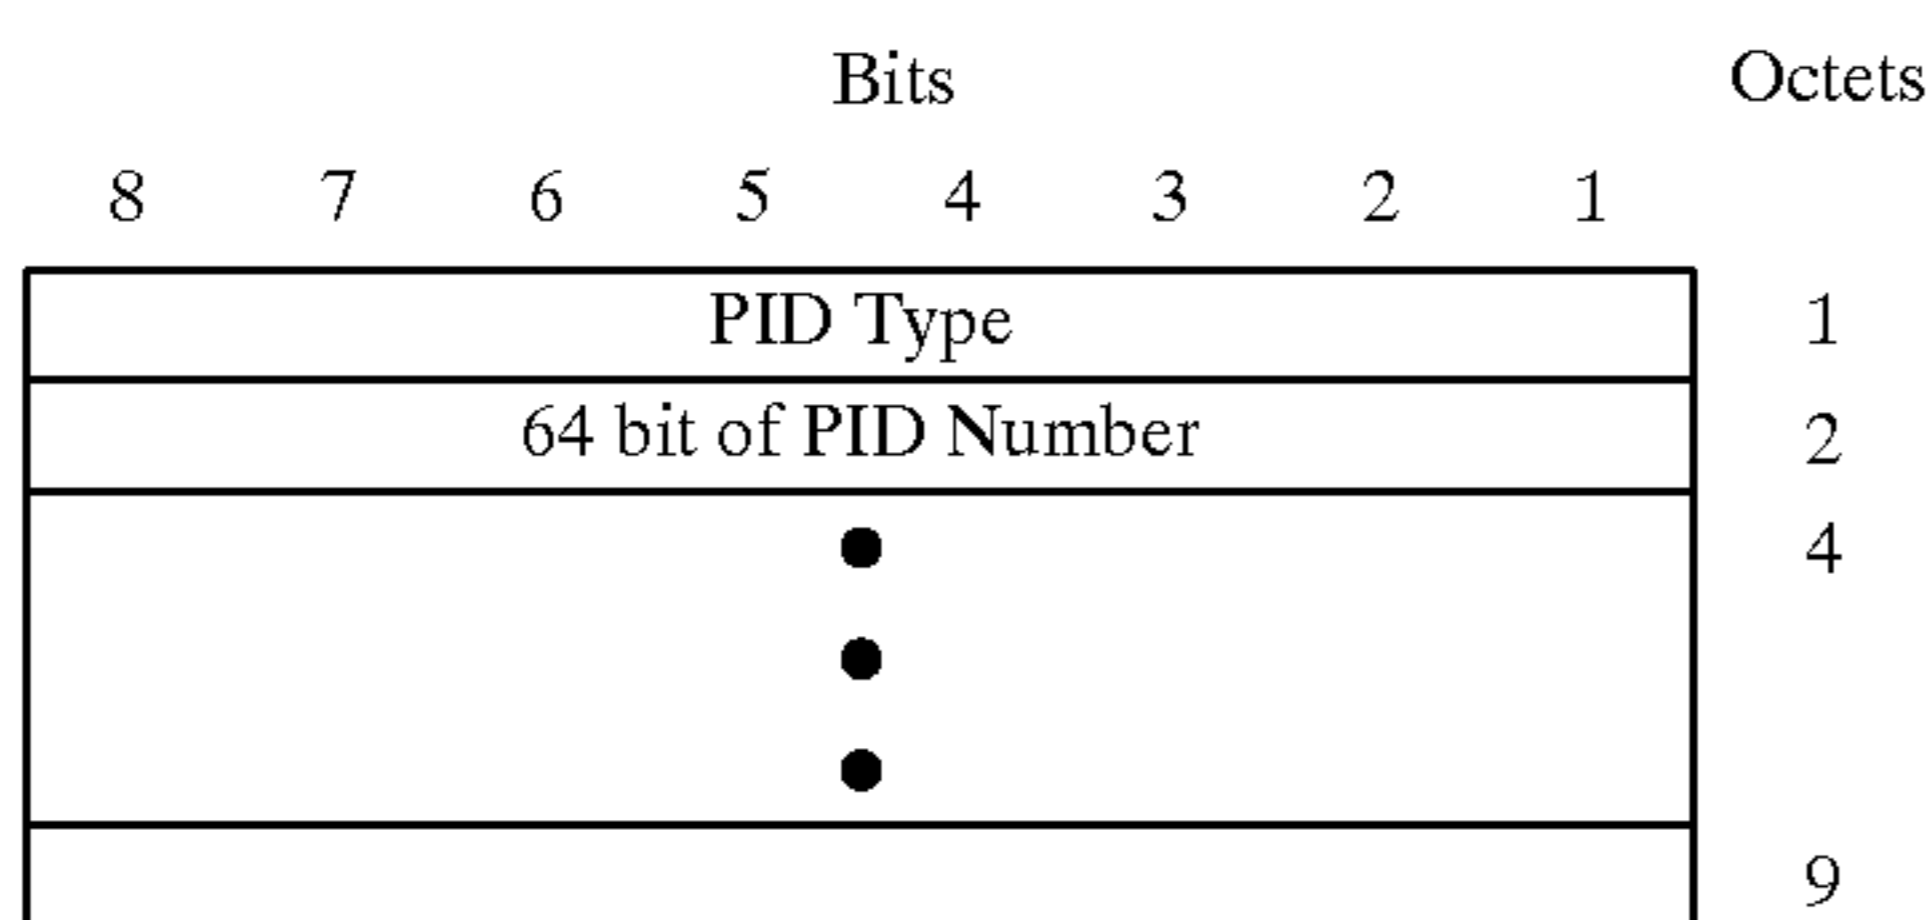 Bits Octets
8 7 6 5 4 3 2 1
PID Type 1
64 bit of PID Number 2
4
9